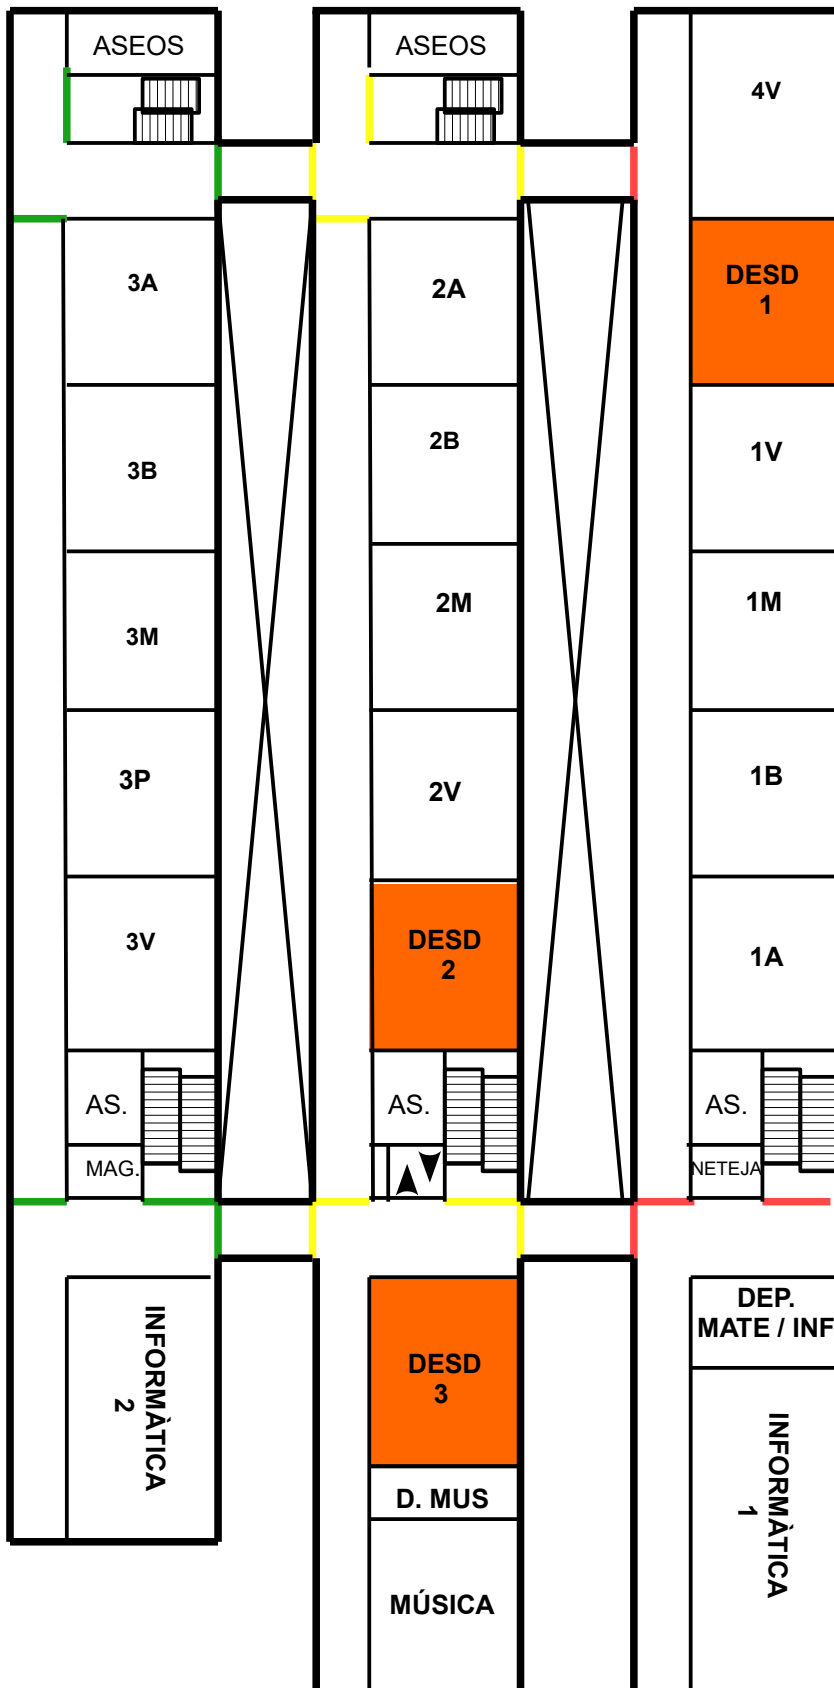 ASEOS
ASEOS
4V
3A
2A
DESD
1
3B
2B
1V
3M
2M
1M
3P
2V
1B
3V
DESD
2
1A
AS.
AS.
AS.
MAG.
NETEJA
INFORMÀTICA
2
DESD
3
D. MUS
MÚSICA
DEP.
MATE / INF
INFORMÀTICA
1